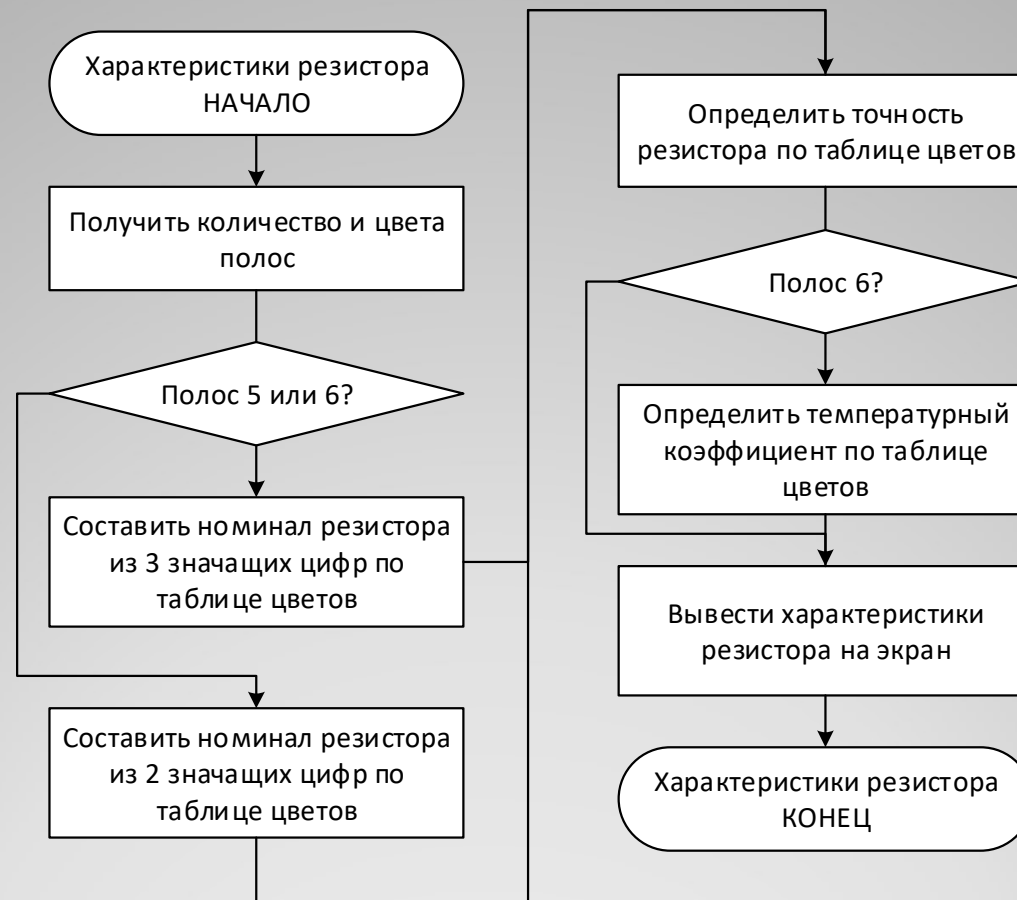 Характеристики резистора
НАЧАЛО
Получить количество и цвета
полос
Полос 5 или 6?
Составить номинал резистора
из 3 значащих цифр по
таблице цветов
Составить номинал резистора
из 2 значащих цифр по
таблице цветов
Определить точность
резистора по таблице цветов
Полос 6?
Определить температурный
коэффициент по таблице
цветов
Вывести характеристики
резистора на экран
Характеристики резистора
КОНЕЦ